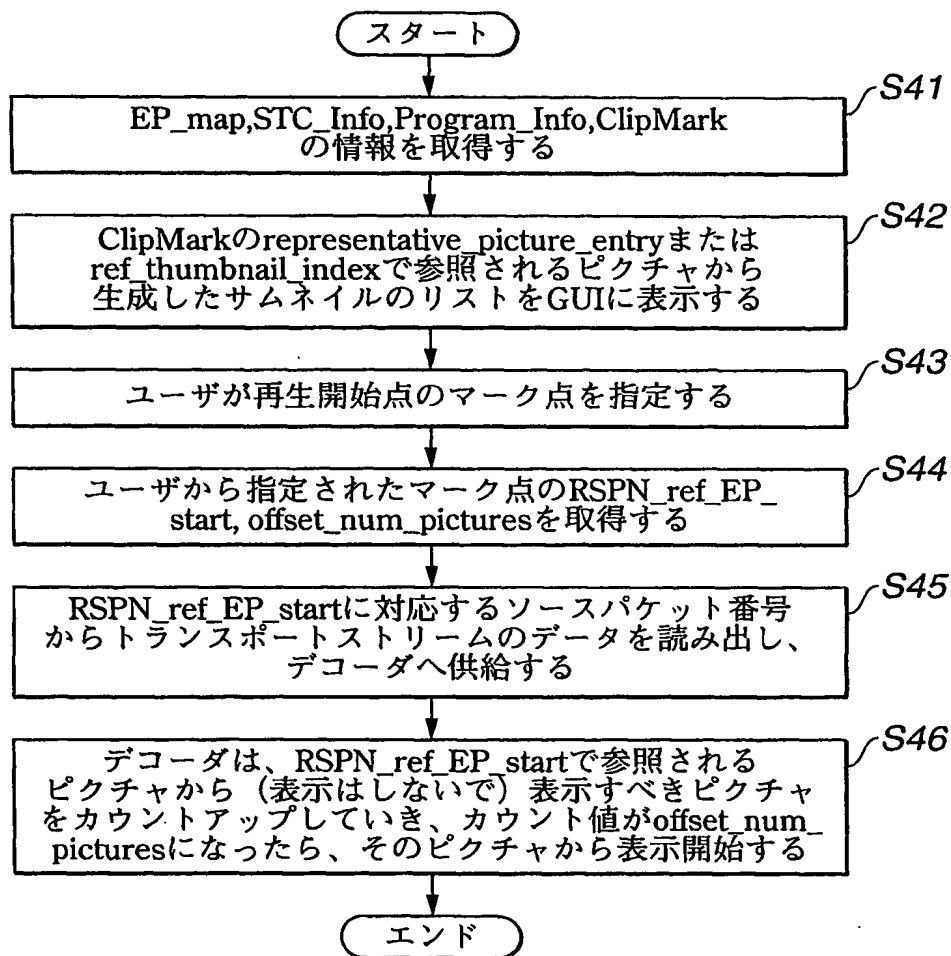 スタート
S41
EP_map,STC_Info,Program_Info,ClipMark
の情報を取得する
S42
ClipMarkのrepresentative_picture_entryまたは
ref_thumbnail_indexで参照されるピクチャから
生成したサムネイルのリストをGUIに表示する
S43
ユーザが再生開始点のマーク点を指定する
S44
ユーザから指定されたマーク点のRSPN_ref_EP_
start, offset_num_picturesを取得する
S45
RSPN_ref_EP_startに対応するソースパケット番号
からトランスポートストリームのデータを読み出し、
デコーダへ供給する
S46
デコーダは、RSPN_ref_EP_startで参照される
ピクチャから（表示はしないで）表示すべきピクチャ
をカウントアップしていき、カウント値がoffset_num_
picturesになったら、そのピクチャから表示開始する
エンド